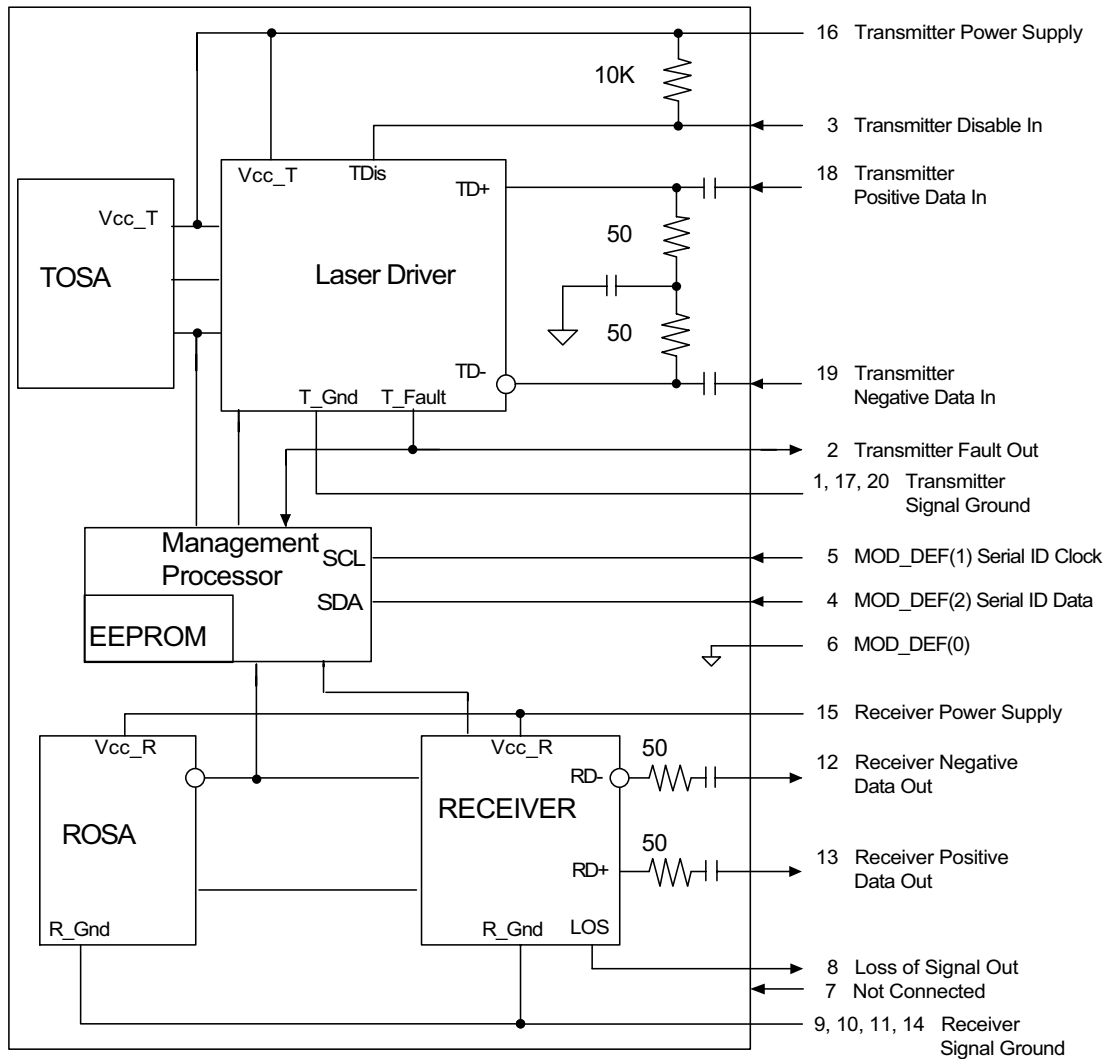 16 Transmitter Power Supply
10K
3 Transmitter Disable In
Vcc_T
TDis
TD+
18 Transmitter
Positive Data In
Vcc_T
50
TOSA
Laser Driver
50
TD-
19 Transmitter
Negative Data In
T_Gnd
T_Fault
2 Transmitter Fault Out
1, 17, 20 Transmitter
Signal Ground
Management
Processor
SCL
5 MOD_DEF(1) Serial ID Clock
SDA
4 MOD_DEF(2) Serial ID Data
EEPROM
6 MOD_DEF(0)
15 Receiver Power Supply
Vcc_R
Vcc_R
50
RD-
12 Receiver Negative
Data Out
RECEIVER
ROSA
50
RD+
13 Receiver Positive
Data Out
R_Gnd
R_Gnd
LOS
8 Loss of Signal Out
7 Not Connected
9, 10, 11, 14 Receiver
Signal Ground